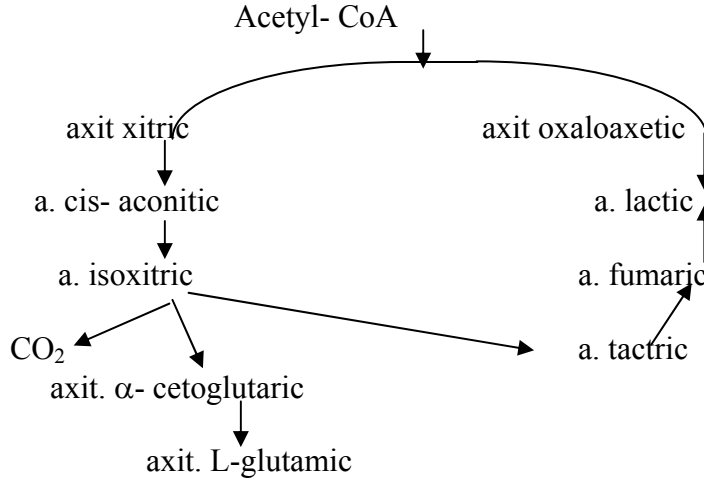 Acetyl- CoA
axit xitric
axit oxaloaxetic
a. cis- aconitic
a. lactic
a. isoxitric
a. fumaric
CO₂
a. tactric
axit. α- cetoglutaric
axit. L-glutamic